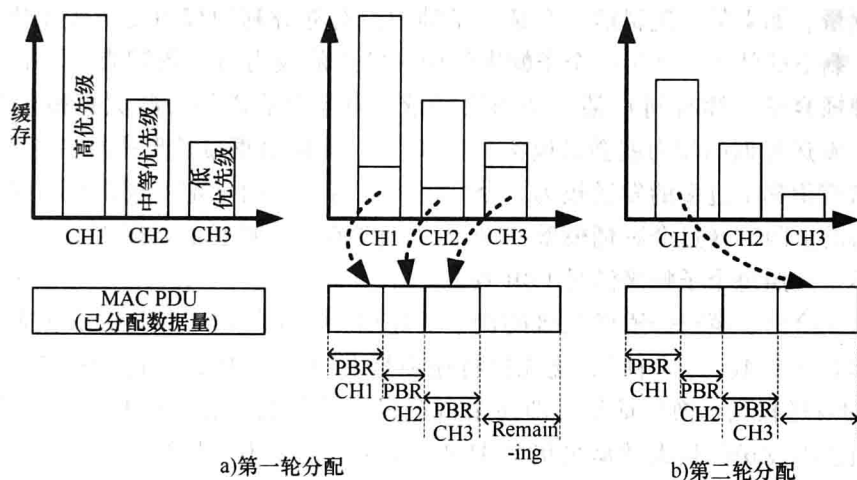 缓存
高优先级
中等优先级
低
优先级
CH1 CH2 CH3
MAC PDU
(已分配数据量)
CH1 CH2 CH3
PBR
CH1
PBR
CH2
PBR
CH3
Remain
-ing
a)第一轮分配
CH1 CH2 CH3
PBR
CH1
PBR
CH2
PBR
CH3
b)第二轮分配